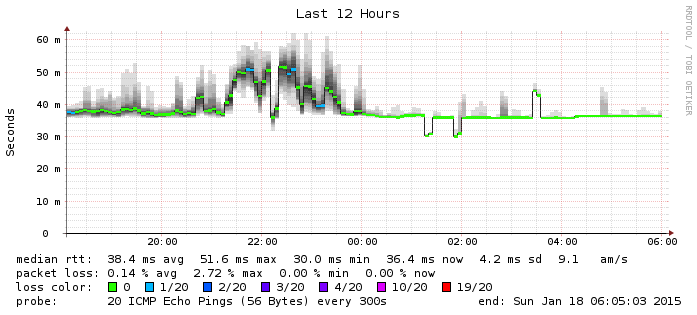 Last 12 Hours
RRDTOOL / TOBI OETIKER
Seconds
60 m
50 m
40 m
30 m
20 m
10 m
0
20:00 22:00 00:00 02:00 04:00 06:00
median rtt: 38.4 ms avg 51.6 ms max 30.0 ms min 36.4 ms now 4.2 ms sd 9.1 am/s
packet loss: 0.14 % avg 2.72 % max 0.00 % min 0.00 % now
loss color: 0 1/20 2/20 3/20 4/20 10/20 19/20
probe: 20 ICMP Echo Pings (56 Bytes) every 300s end: Sun Jan 18 06:05:03 2015